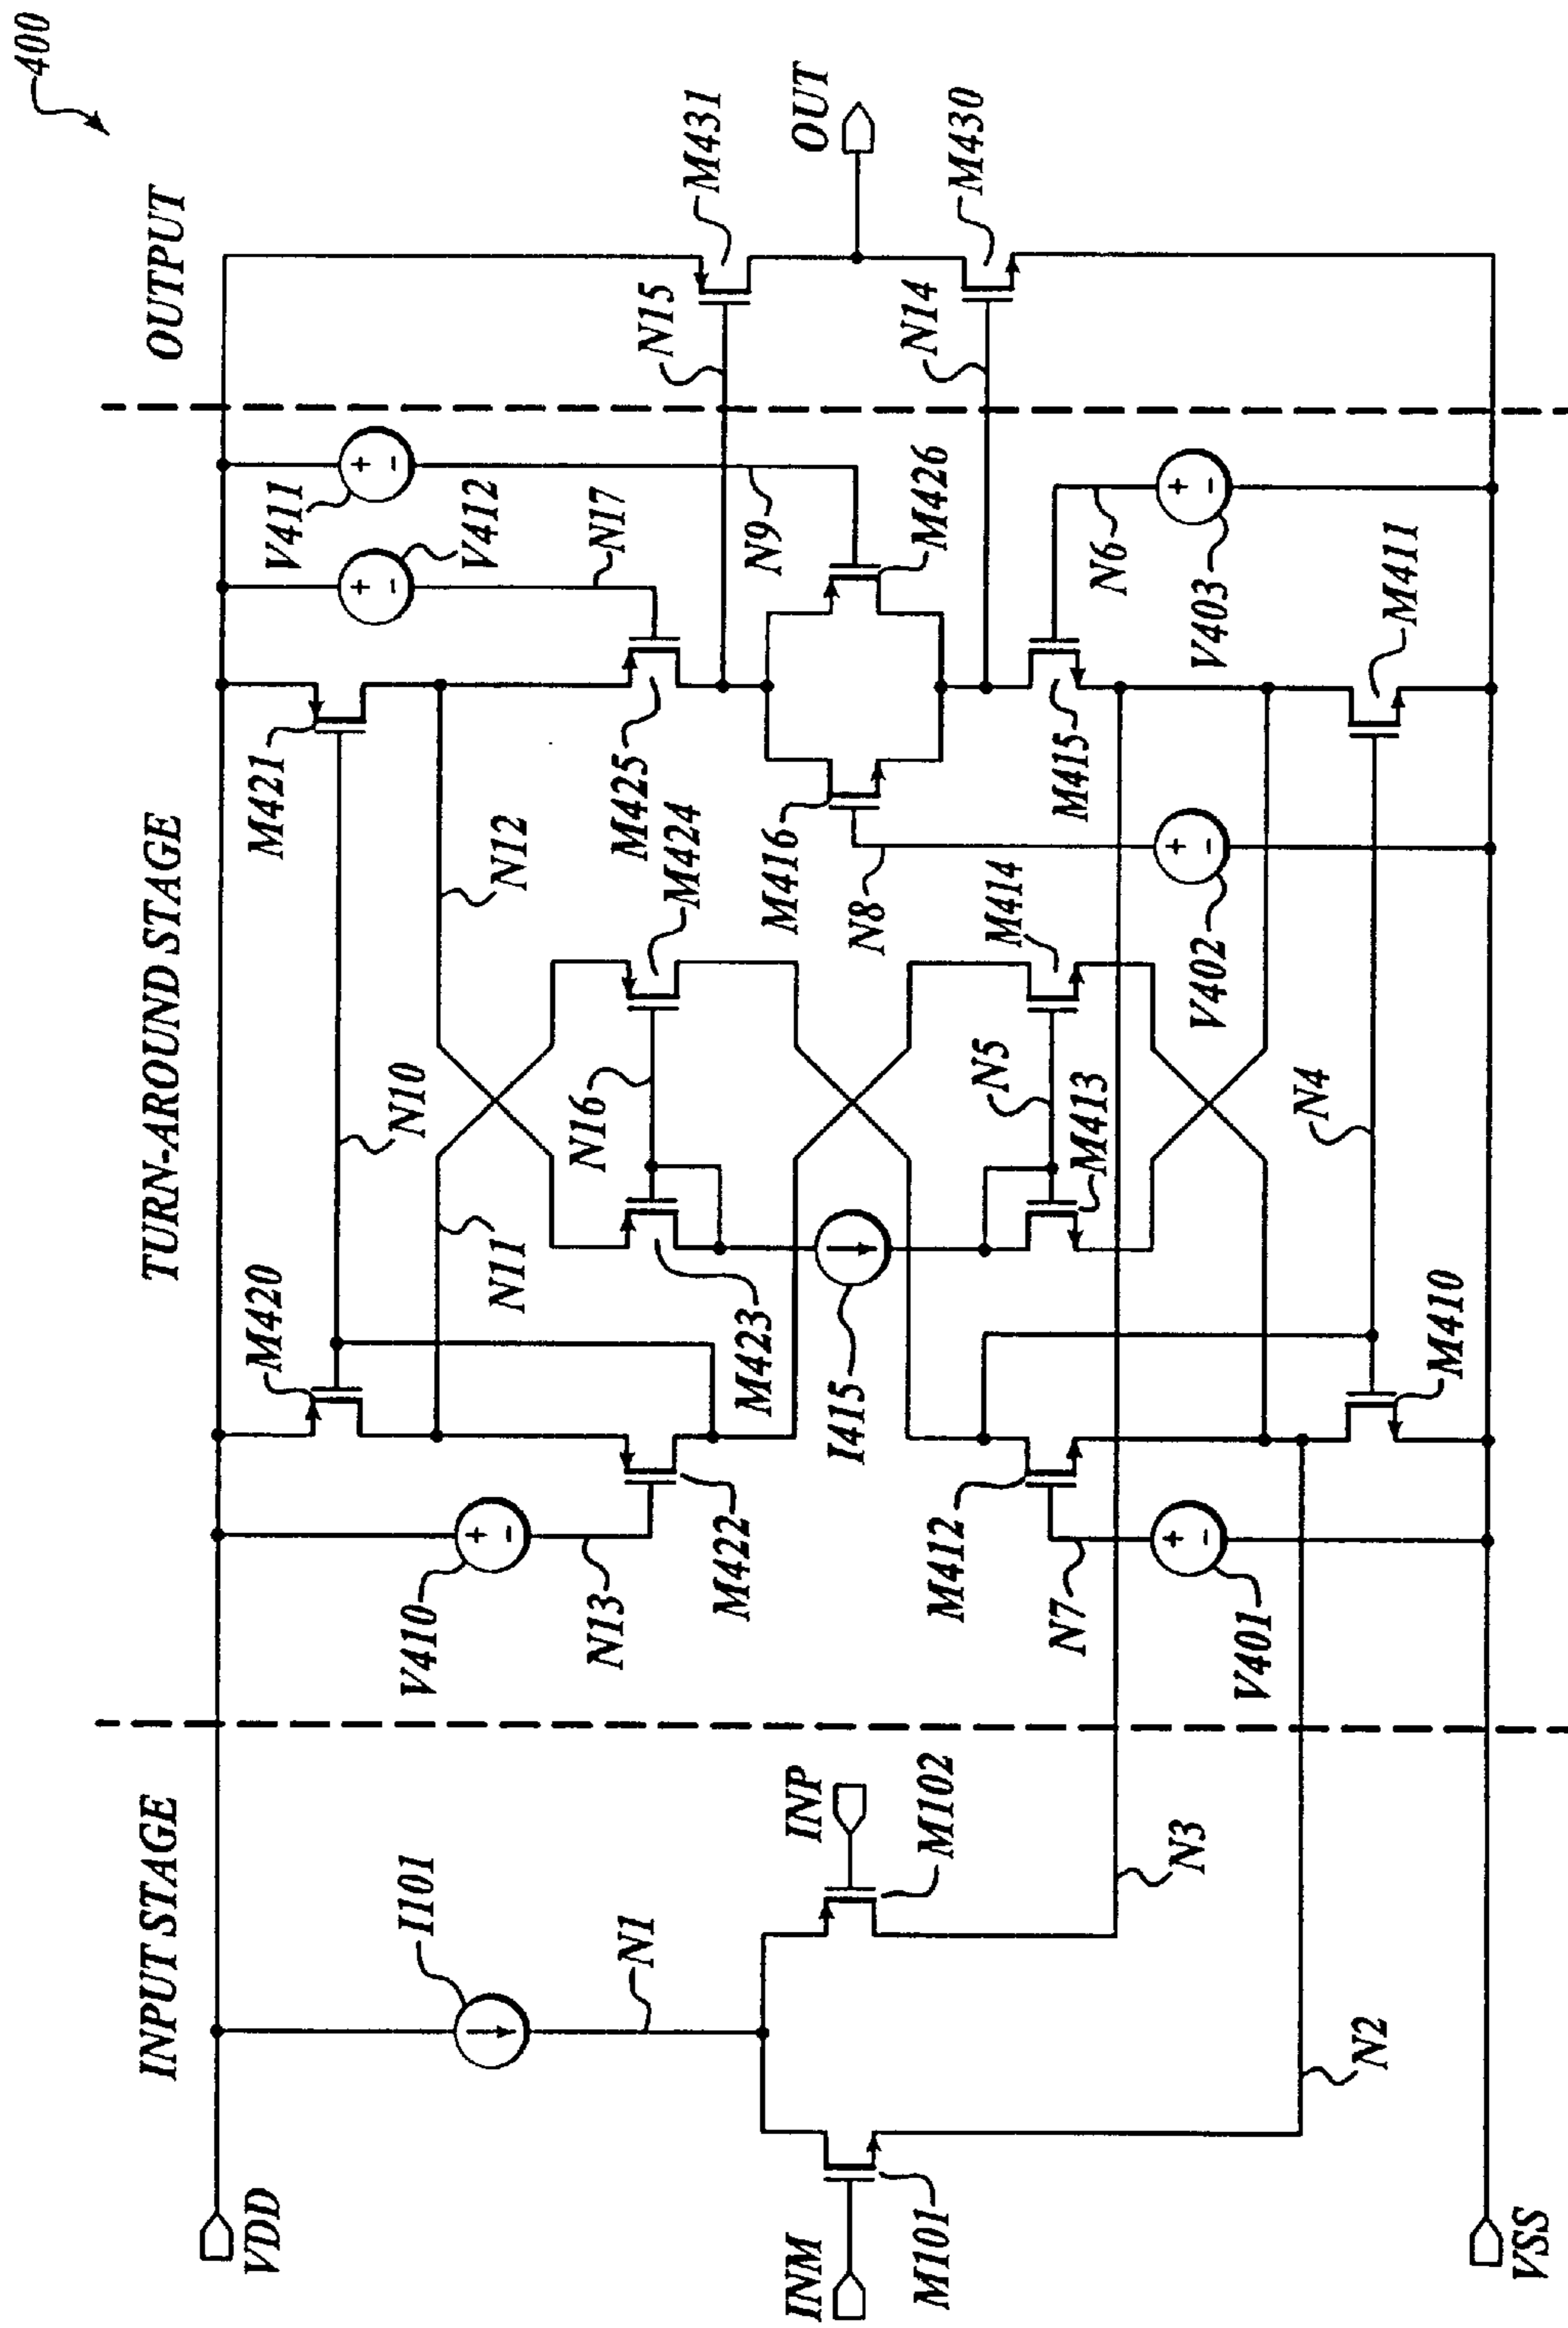 400
INPUT STAGE
TURN-AROUND STAGE
OUTPUT
VDD
I101
N1
INM
M101
INP
M102
N2
N3
VSS
V410
N13
M422
M420
N10
N11
N12
M421
M423
N16
M424
M425
V412
N17
V411
N9
M426
M416
N8
I415
M412
N7
V401
M410
N4
M413
N5
M414
V402
M415
N6
V403
M411
N15
M431
N14
M430
OUT
+
-
+
-
+
-
+
-
+
-
+
-